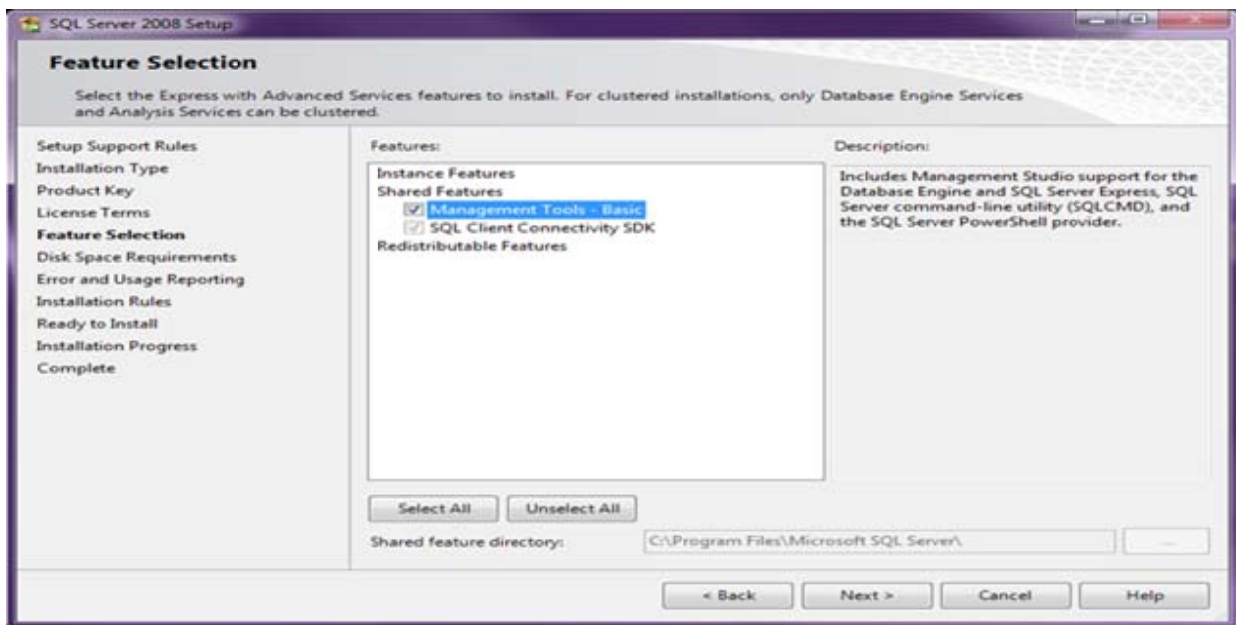 SQL Server 2008 Setup
Feature Selection
Select the Express with Advanced Services features to install. For clustered installations, only Database Engine Services
and Analysis Services can be clustered.
Setup Support Rules
Installation Type
Product Key
License Terms
Feature Selection
Disk Space Requirements
Error and Usage Reporting
Installation Rules
Ready to Install
Installation Progress
Complete
Features:
Instance Features
Shared Features
Management Tools - Basic
SQL Client Connectivity SDK
Redistributable Features
Description:
Includes Management Studio support for the
Database Engine and SQL Server Express, SQL
Server command-line utility (SQLCMD), and
the SQL Server PowerShell provider.
Select All
Unselect All
Shared feature directory:
C:\Program Files\Microsoft SQL Server\
...
< Back
Next >
Cancel
Help